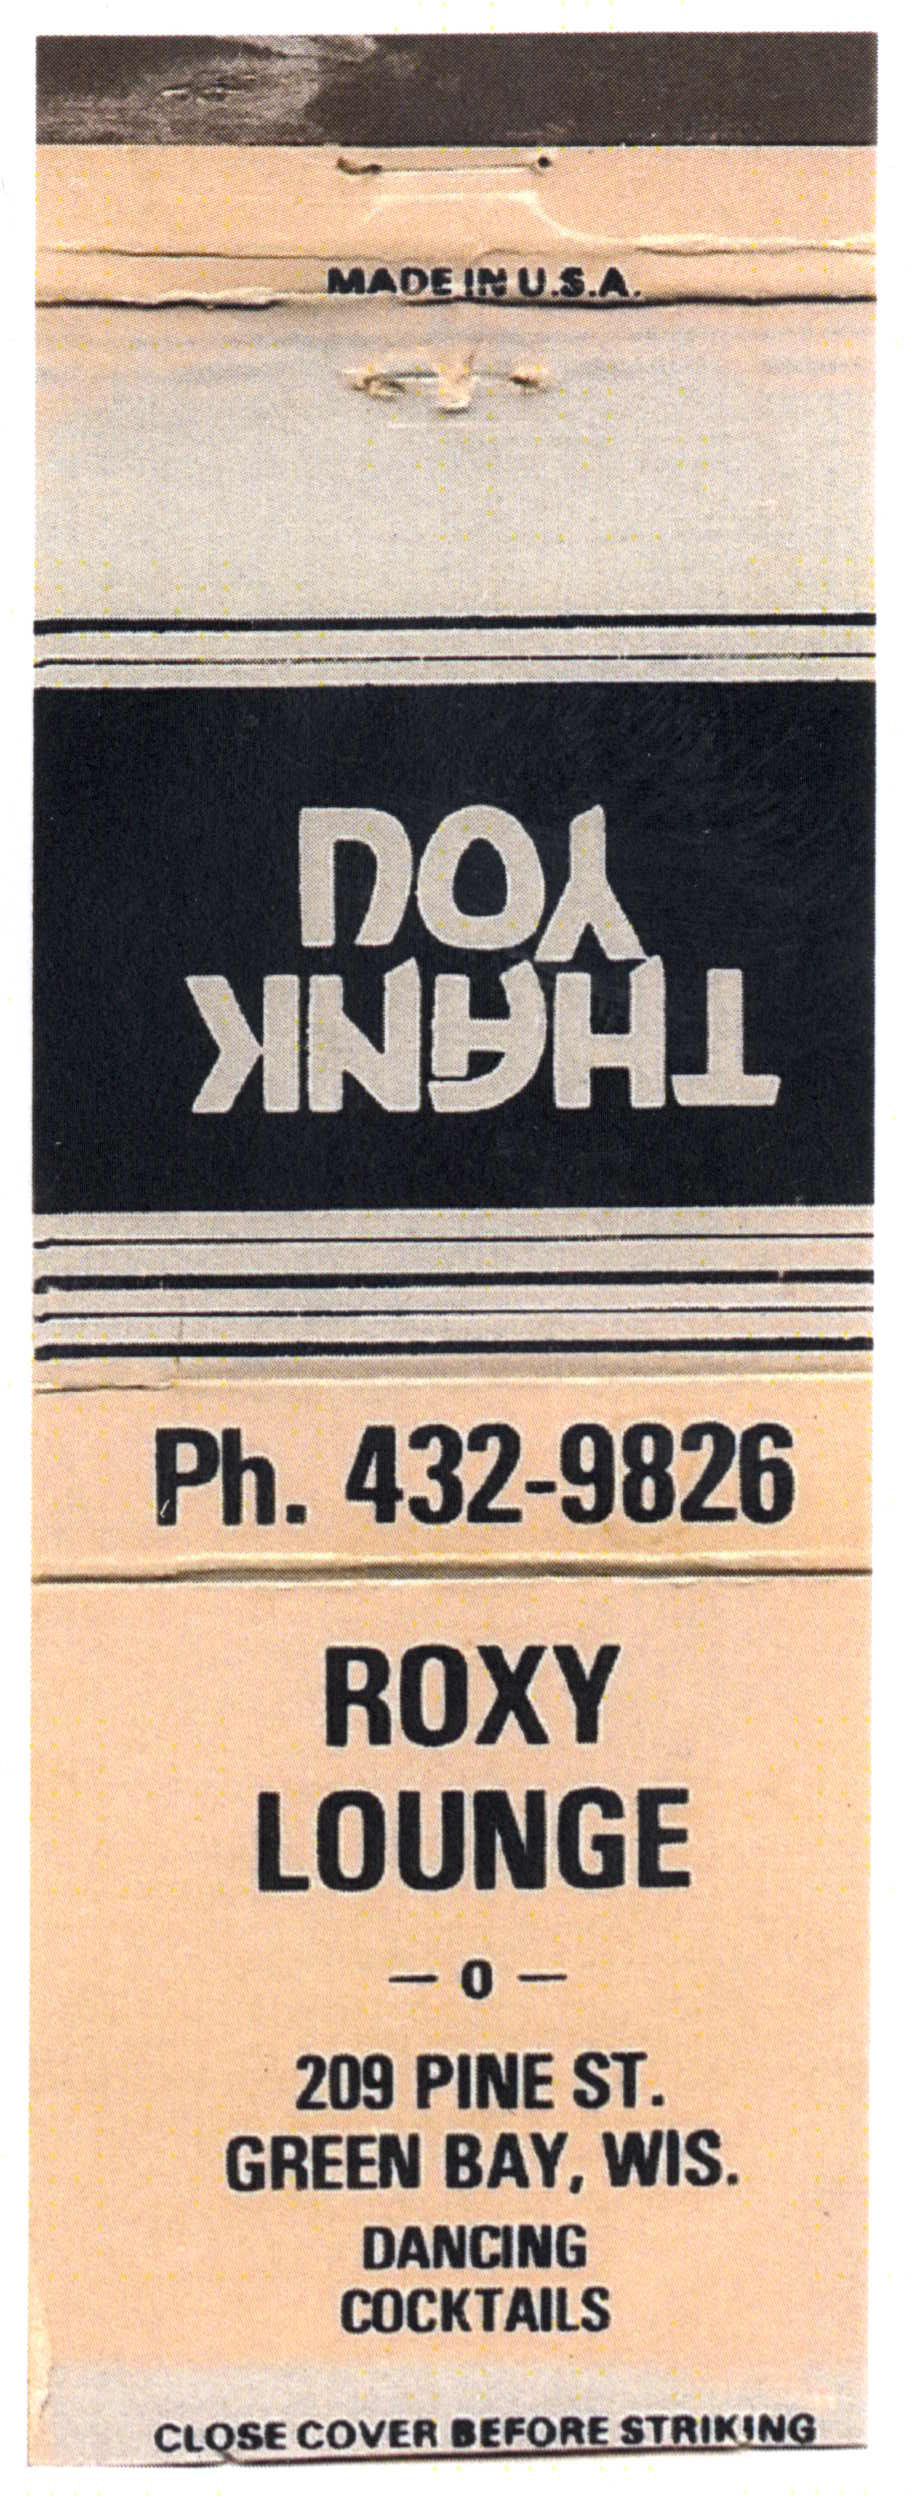 MADE IN U.S.A.
THANK
YOU
Ph. 432-9826
ROXY
LOUNGE
— o —
209 PINE ST.
GREEN BAY, WIS.
DANCING
COCKTAILS
CLOSE COVER BEFORE STRIKING